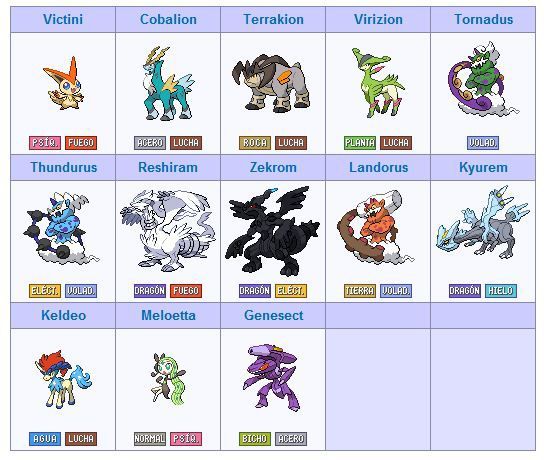 Victini Cobalion Terrakion Virizion Tornadus
PSÍQ. FUEGO ACERO LUCHA ROCA LUCHA PLANTA LUCHA VOLAD.
Thundurus Reshiram Zekrom Landorus Kyurem
ELÉCT. VOLAD. DRAGÓN FUEGO DRAGÓN ELÉCT. TIERRA VOLAD. DRAGÓN HIELO
Keldeo Meloetta Genesect
AGUA LUCHA NORMAL PSÍQ. BICHO ACERO